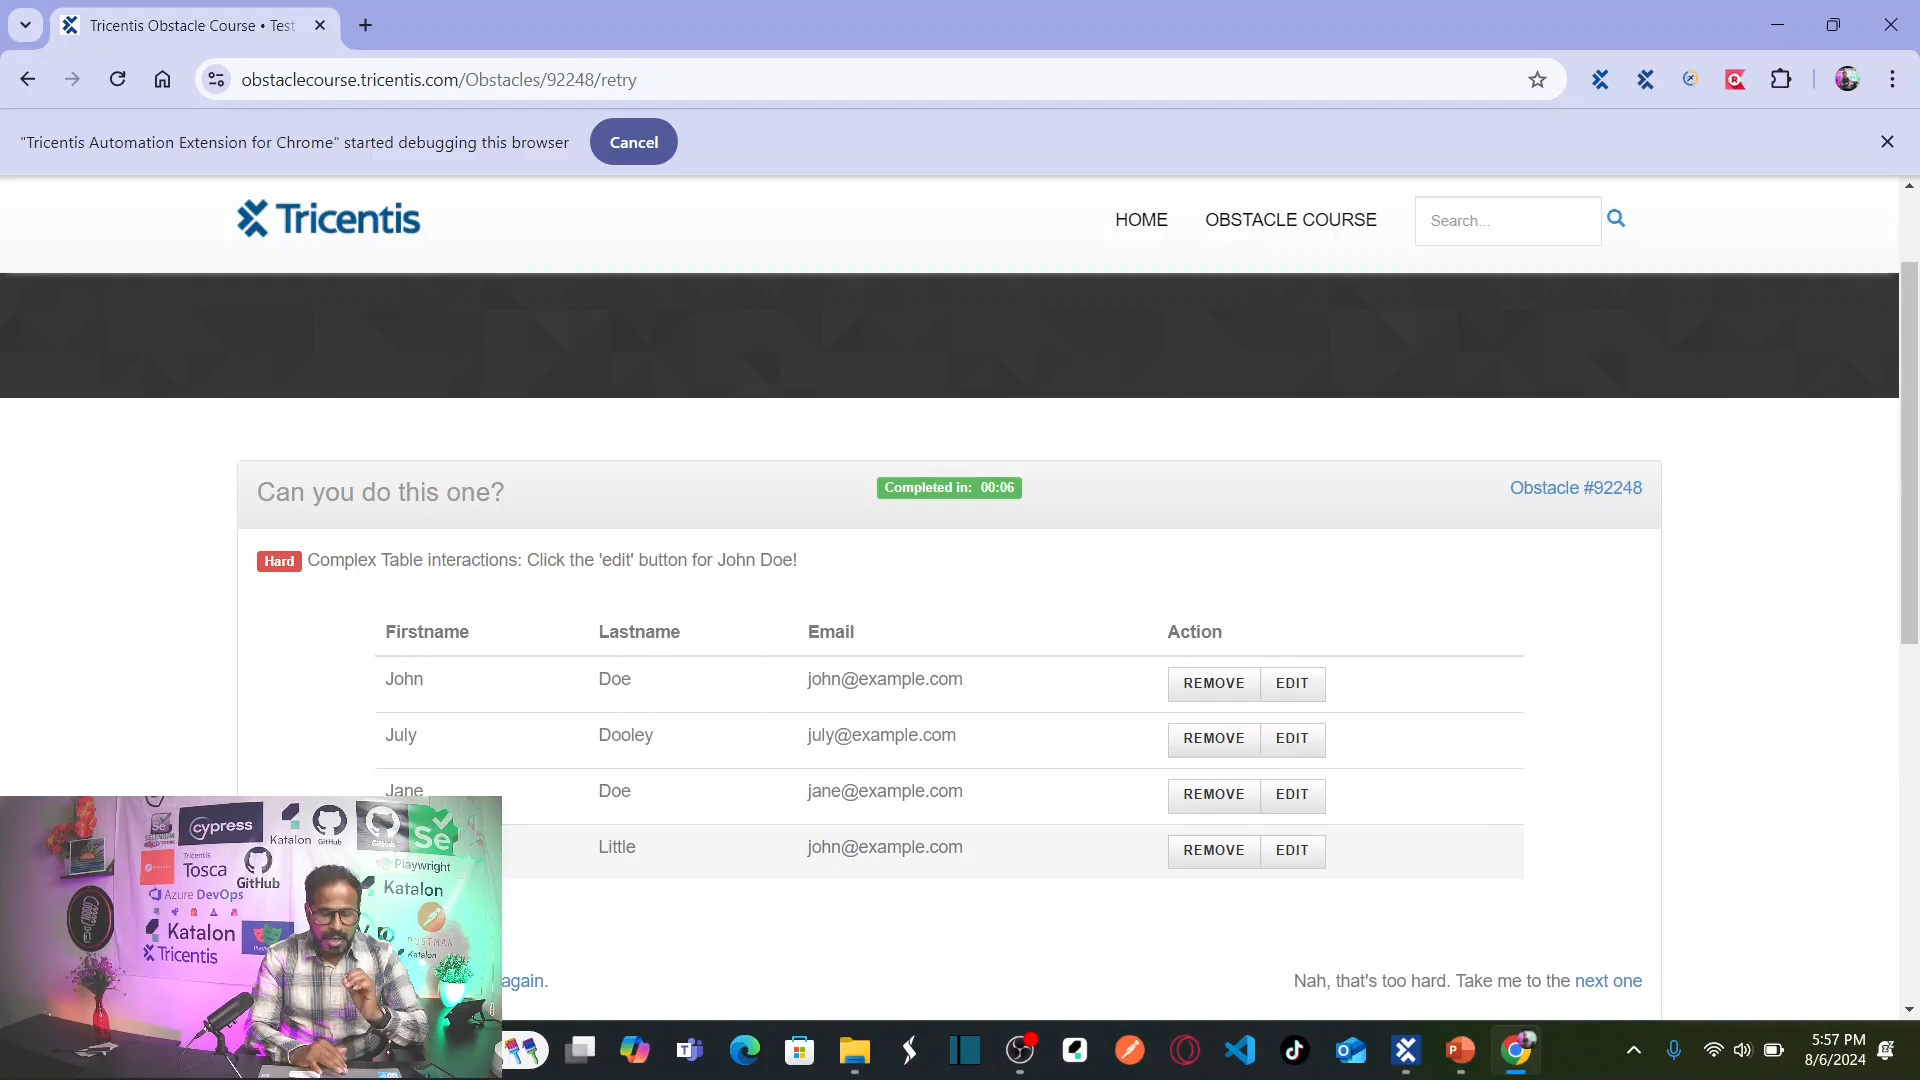 Tricentis Obstacle Course • Test
obstaclecourse.tricentis.com/Obstacles/92248/retry
"Tricentis Automation Extension for Chrome" started debugging this browser
Cancel
Tricentis
HOME
OBSTACLE COURSE
Search...
Can you do this one?
Completed in: 00:06
Obstacle #92248
Hard Complex Table interactions: Click the 'edit' button for John Doe!
Firstname Lastname Email Action
John Doe john@example.com REMOVE EDIT
July Dooley july@example.com REMOVE EDIT
Jane Doe jane@example.com REMOVE EDIT
Little john@example.com REMOVE EDIT
again.
Nah, that's too hard. Take me to the next one
cypress
Katalon
GitHub
Se
Tricentis
Tosca
GitHub
Playwright
Katalon
Azure DevOps
Katalon
Tricentis
POSTMAN
Katalon
5:57 PM
8/6/2024